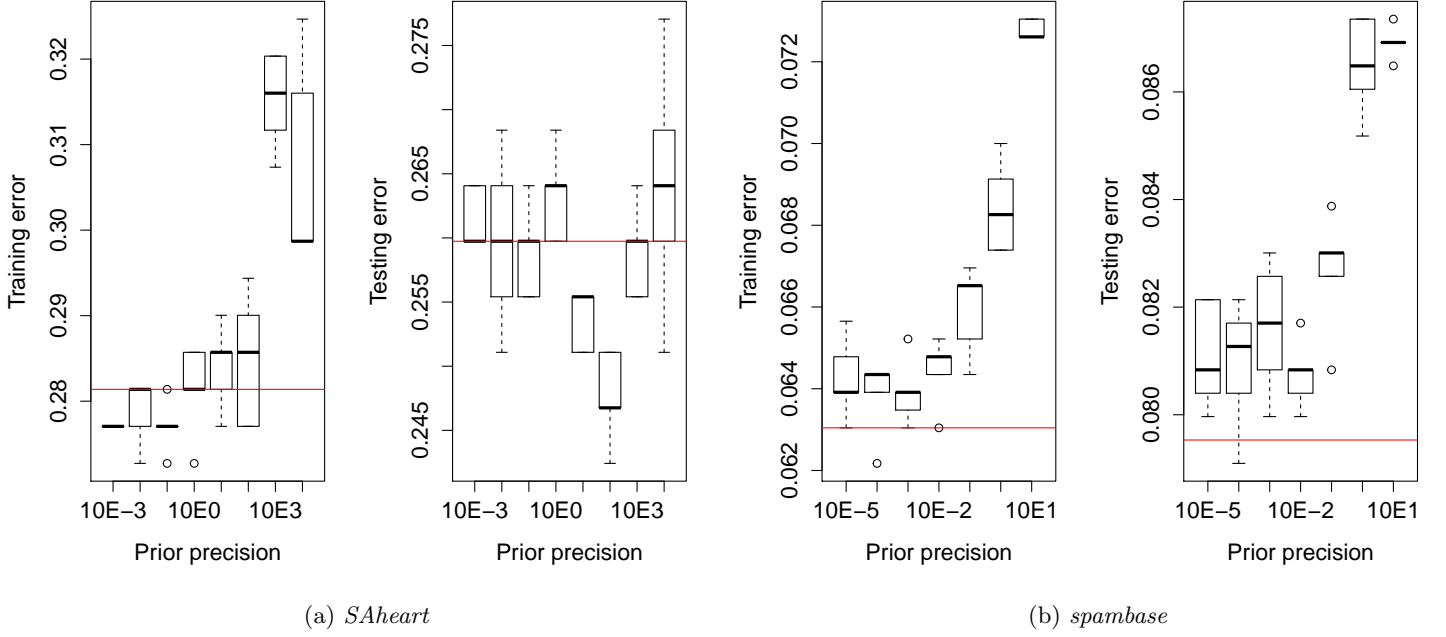 0.28 0.29 0.30 0.31 0.32
Training error
10E−3 10E0 10E3
Prior precision
0.245 0.255 0.265 0.275
Testing error
10E−3 10E0 10E3
Prior precision
(a) SAheart
0.062 0.064 0.066 0.068 0.070 0.072
Training error
10E−5 10E−2 10E1
Prior precision
0.080 0.082 0.084 0.086
Testing error
10E−5 10E−2 10E1
Prior precision
(b) spambase